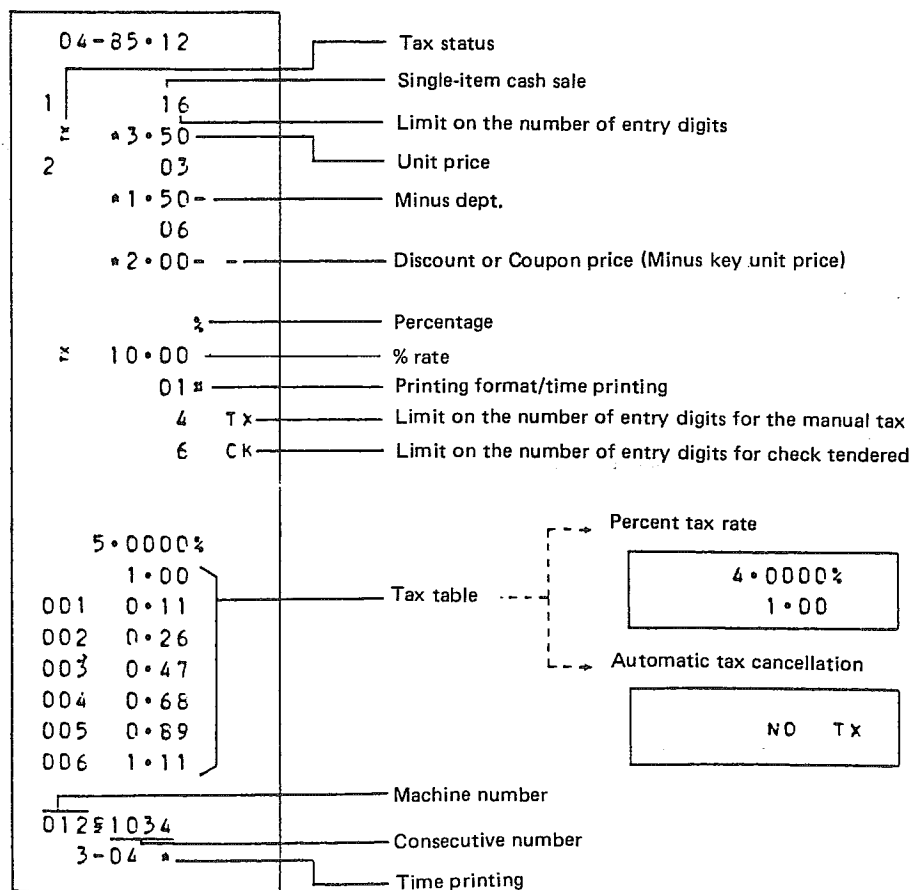 04-85•12
Tax status
Single-item cash sale
1 16
Limit on the number of entry digits
TX *3•50
Unit price
2 03
*1•50- Minus dept.
06
*2•00- - Discount or Coupon price (Minus key unit price)
% Percentage
TX 10•00 % rate
01# Printing format/time printing
4 TX Limit on the number of entry digits for the manual tax
6 CK Limit on the number of entry digits for check tendered
Percent tax rate
5•0000%
4•0000%
1•00
1•00
001 0•11
Tax table
002 0•26
003 0•47
Automatic tax cancellation
004 0•68
005 0•89
NO TX
006 1•11
Machine number
012§1034
Consecutive number
3-04 *
Time printing